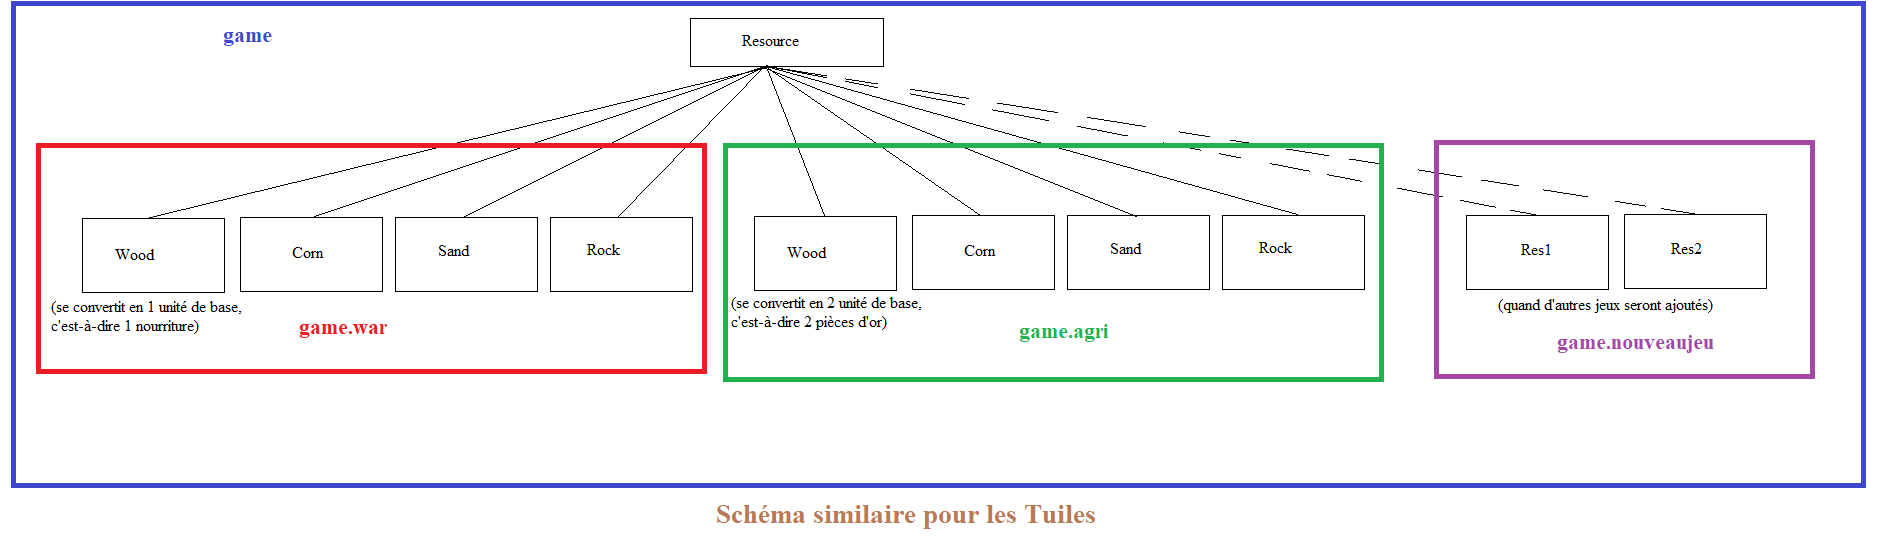 game
Resource
Wood
Corn
Sand
Rock
(se convertit en 1 unité de base,
c'est-à-dire 1 nourriture)
game.war
Wood
Corn
Sand
Rock
(se convertit en 2 unité de base,
c'est-à-dire 2 pièces d'or)
game.agri
Res1
Res2
(quand d'autres jeux seront ajoutés)
game.nouveaujeu
Schéma similaire pour les Tuiles